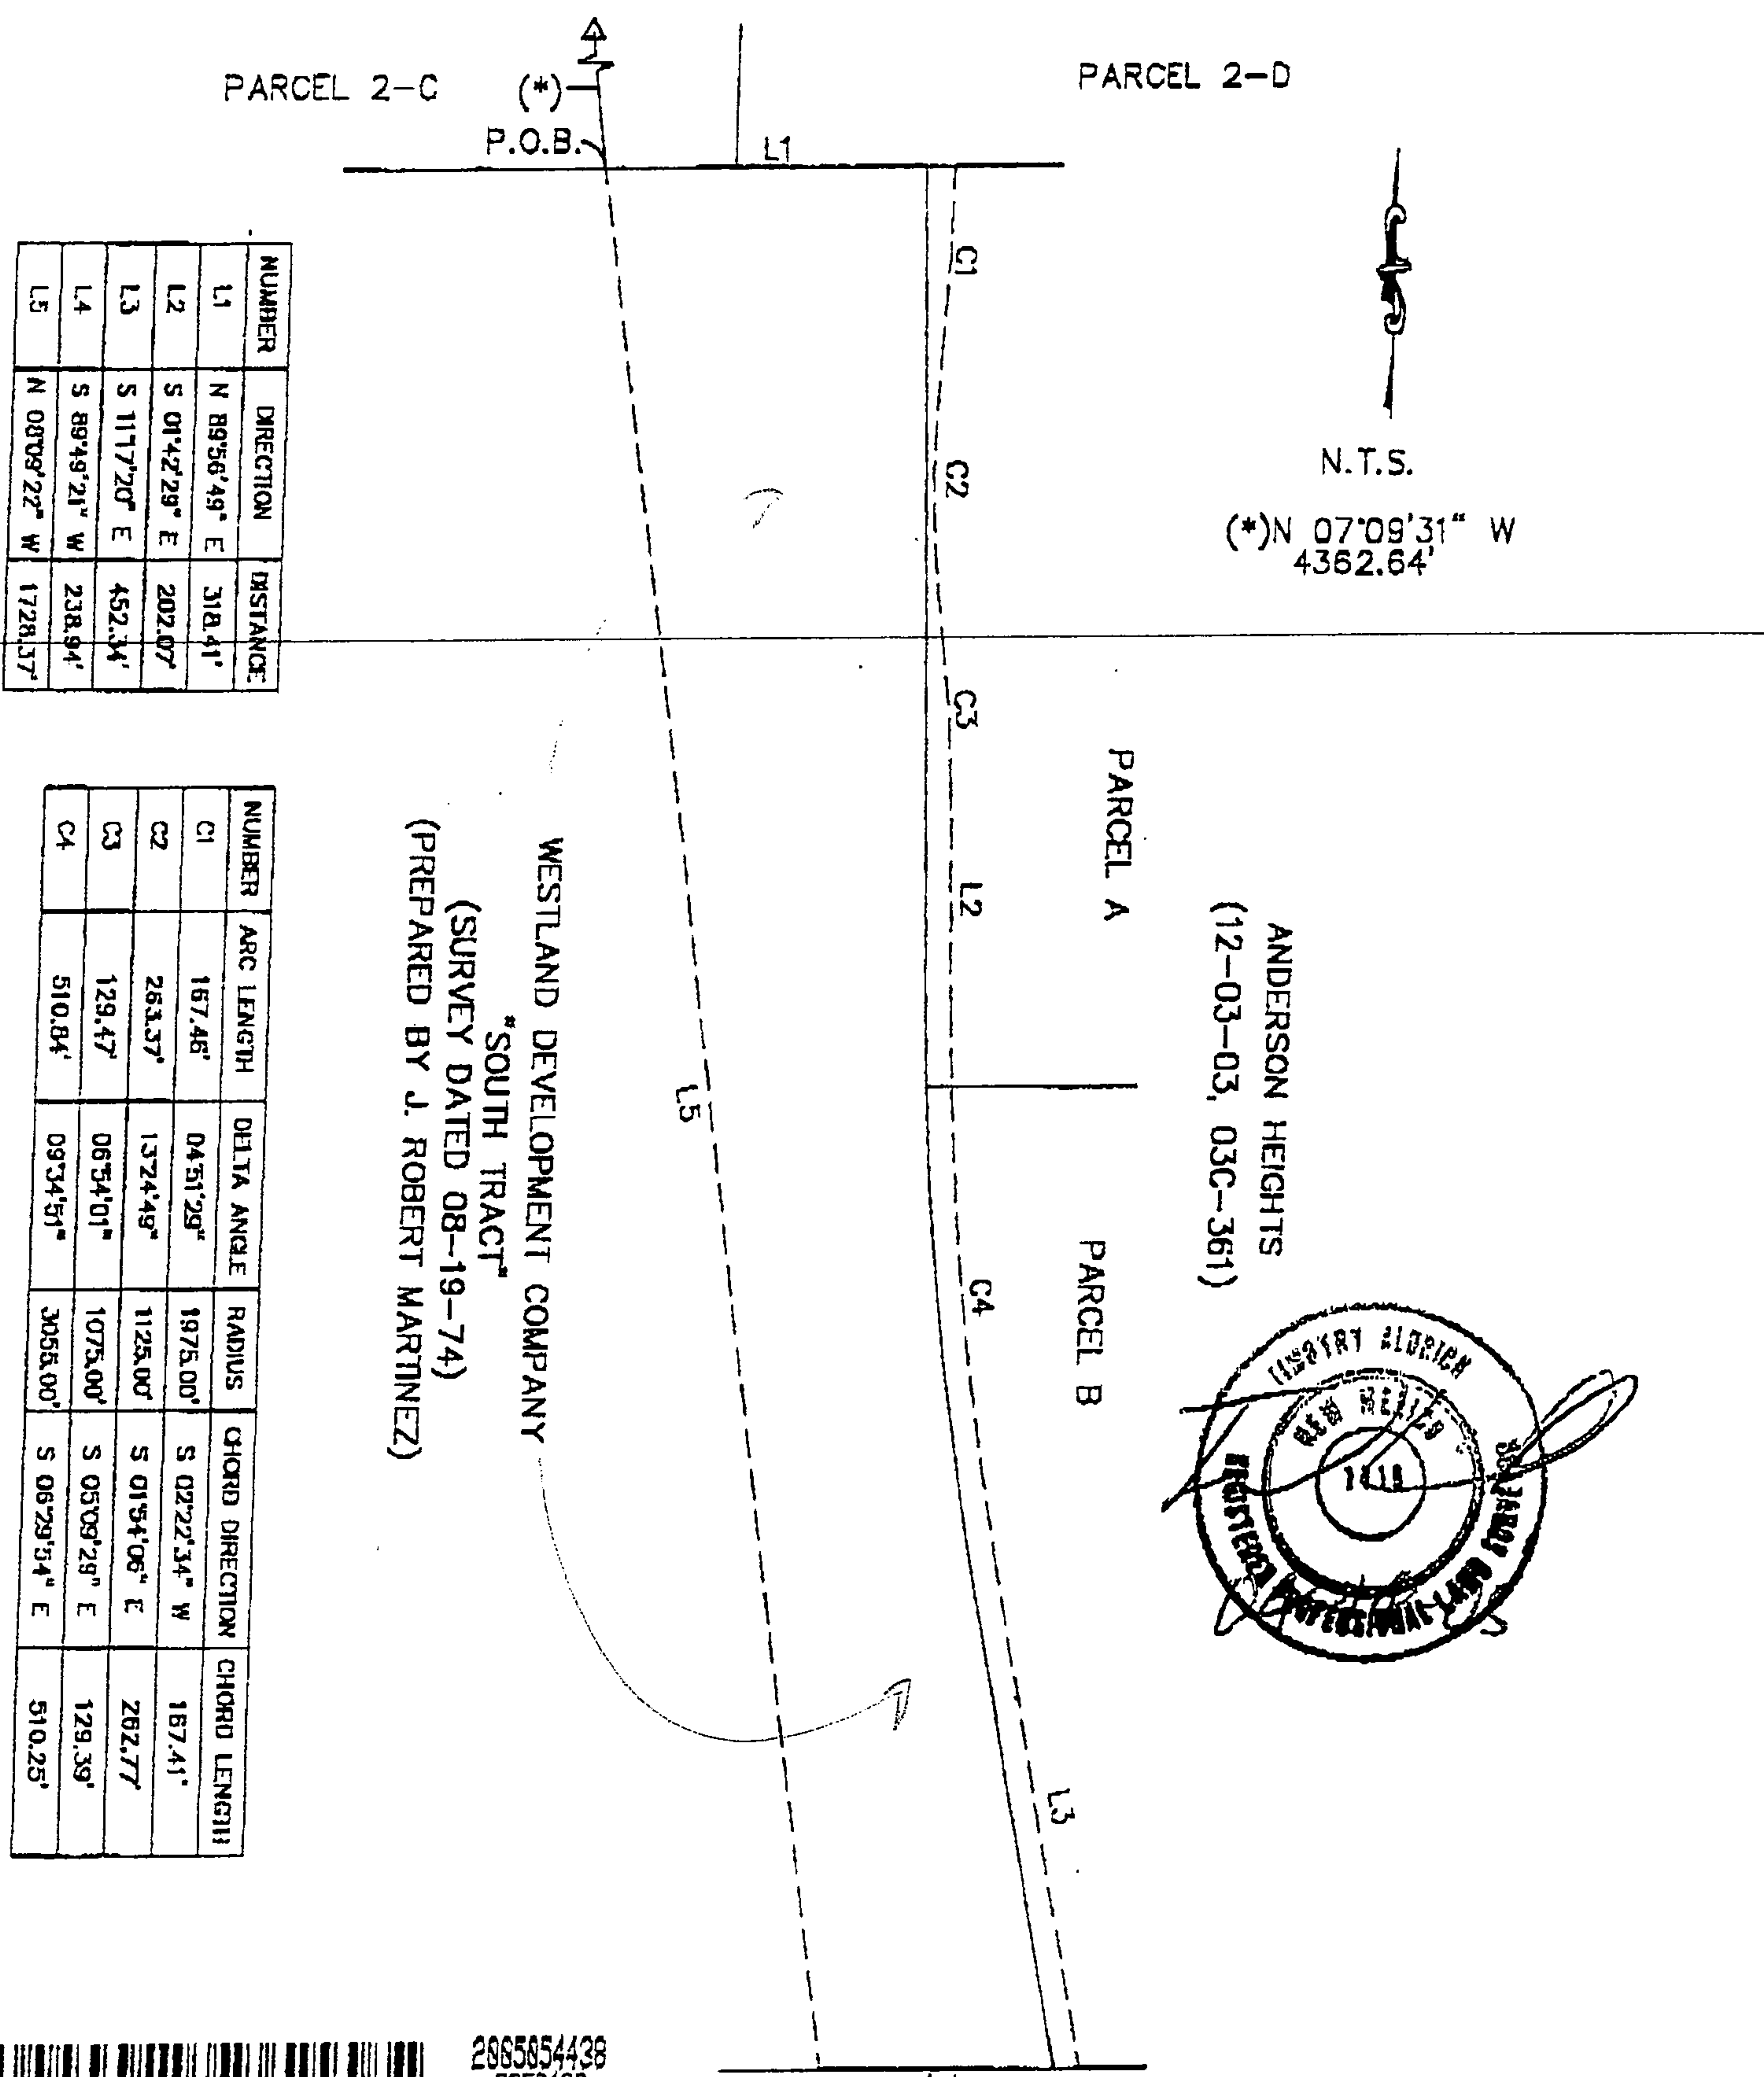 PARCEL 2-C
(*)
P.O.B.
L1
PARCEL 2-D
N.T.S.
(*)N 07°09'31" W
4362.64'
C1
C2
C3
L2
C4
L3
L5
PARCEL A
PARCEL B
ANDERSON HEIGHTS
(12-03-03, 03C-361)
TIMOTHY ALDRICH
NEW MEXICO
REGISTERED PROFESSIONAL LAND SURVEYOR
WESTLAND DEVELOPMENT COMPANY
"SOUTH TRACT"
(SURVEY DATED 08-19-74)
(PREPARED BY J. ROBERT MARTINEZ)
NUMBER DIRECTION DISTANCE
L1 N 89°56'49" E 318.41'
L2 S 01°42'29" E 202.07'
L3 S 11°17'20" E 452.34'
L4 S 89°49'21" W 238.94'
L5 N 08°09'22" W 1728.37'
NUMBER ARC LENGTH DELTA ANGLE RADIUS CHORD DIRECTION CHORD LENGTH
C1 167.46' 04°51'29" 1975.00' S 02°22'34" W 167.41'
C2 263.37' 13°24'49" 1125.00' S 01°54'06" E 262.77'
C3 129.47' 06°54'01" 1075.00' S 05°09'29" E 129.39'
C4 510.84' 09°34'51" 3055.00' S 06°29'54" E 510.25'
2005054438